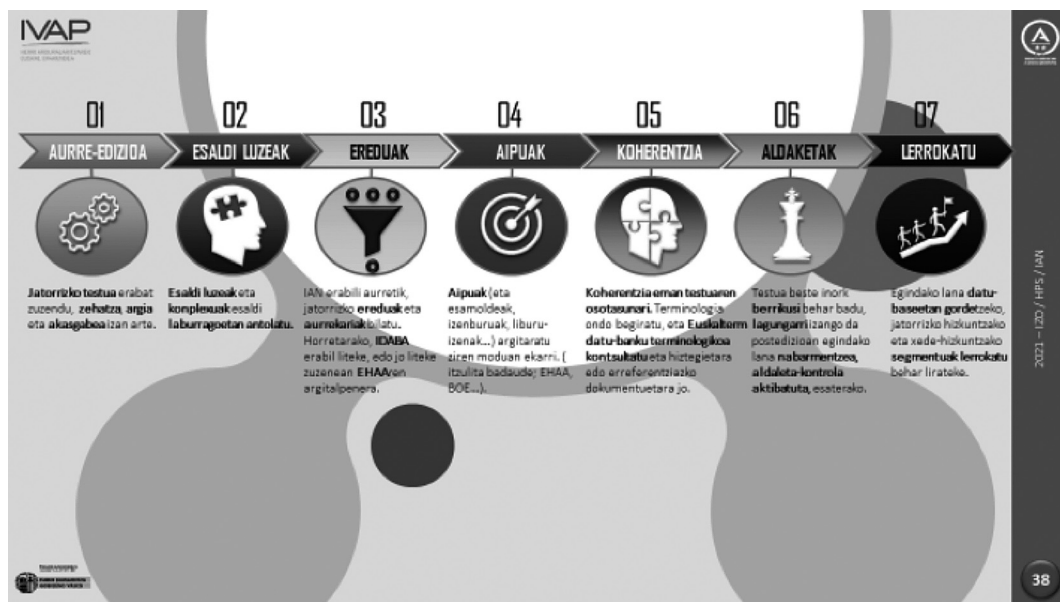 IVAP
01
02
03
04
05
06
07
AURRE-EDIZIOA
ESALDI LUZEAK
EREDUAK
AIPUAK
KOHERENTZIA
ALDAKETAK
LERROKATU
Jatorrizko testua erabat
zuzendu, zehatza, argia
eta akasgabea izan arte.
Esaldi luzeak eta
konplexuak esaldi
laburragoetan antolatu.
IAN erabili aurretik,
jatorrizko ereduak eta
aurrekariak bilatu.
Horretarako, IDABA
erabil liteke, edo jo liteke
zuzenean EHAAren
argitalpenera.
Aipuak (eta
esamoldeak,
izenburuak, liburu-
izenak...) argitaratu
ziren moduan ekarri. (
itzulita badaude; EHAA,
BOE...).
Koherentzia eman testuaren
osotasunari. Terminologia
ondo begiratu, eta Euskalterm
datu-banku terminologikoa
kontsultatu eta hiztegietara
edo erreferentziazko
dokumentuetara jo.
Testua beste inork
berrikusi behar badu,
lagungarri izango da
postedizioan egindako
lana nabarmentzea,
aldaleta-kontrola
aktibatuta, esaterako.
Egindako lana datu-
baseetan gordetzeko,
jatorrizko hizkuntzako
eta xede-hizkuntzako
segmentuak lerrokatu
behar lirateke.
2021 – IZO / HPS / IAN
38